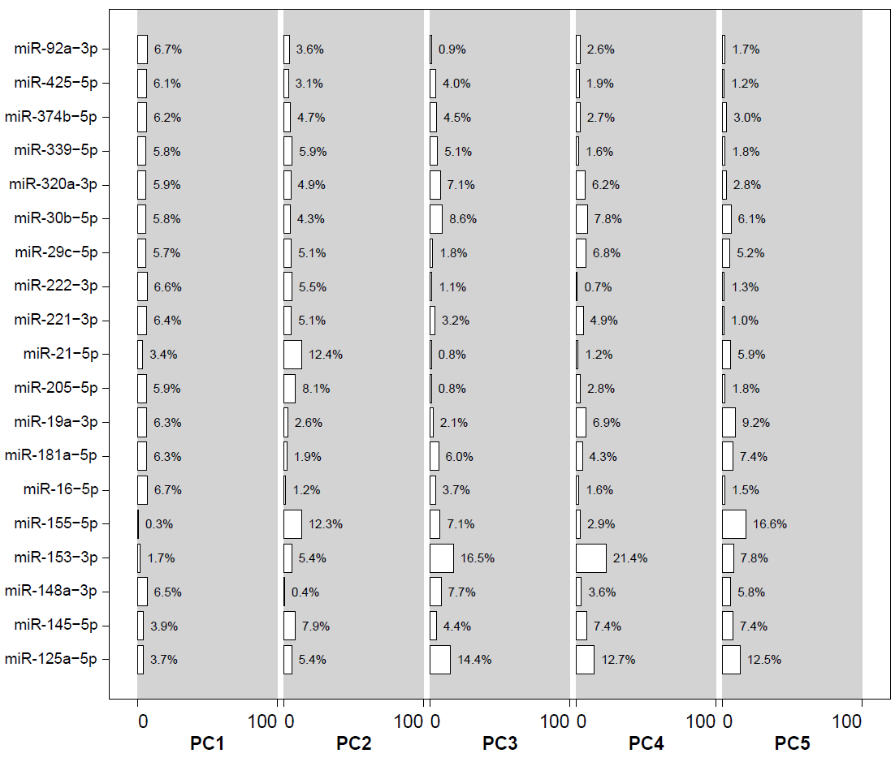 miR-92a-3p 6.7% 3.6% 0.9% 2.6% 1.7%
miR-425-5p 6.1% 3.1% 4.0% 1.9% 1.2%
miR-374b-5p 6.2% 4.7% 4.5% 2.7% 3.0%
miR-339-5p 5.8% 5.9% 5.1% 1.6% 1.8%
miR-320a-3p 5.9% 4.9% 7.1% 6.2% 2.8%
miR-30b-5p 5.8% 4.3% 8.6% 7.8% 6.1%
miR-29c-5p 5.7% 5.1% 1.8% 6.8% 5.2%
miR-222-3p 6.6% 5.5% 1.1% 0.7% 1.3%
miR-221-3p 6.4% 5.1% 3.2% 4.9% 1.0%
miR-21-5p 3.4% 12.4% 0.8% 1.2% 5.9%
miR-205-5p 5.9% 8.1% 0.8% 2.8% 1.8%
miR-19a-3p 6.3% 2.6% 2.1% 6.9% 9.2%
miR-181a-5p 6.3% 1.9% 6.0% 4.3% 7.4%
miR-16-5p 6.7% 1.2% 3.7% 1.6% 1.5%
miR-155-5p 0.3% 12.3% 7.1% 2.9% 16.6%
miR-153-3p 1.7% 5.4% 16.5% 21.4% 7.8%
miR-148a-3p 6.5% 0.4% 7.7% 3.6% 5.8%
miR-145-5p 3.9% 7.9% 4.4% 7.4% 7.4%
miR-125a-5p 3.7% 5.4% 14.4% 12.7% 12.5%
0 100 0 100 0 100 0 100 0 100
PC1 PC2 PC3 PC4 PC5